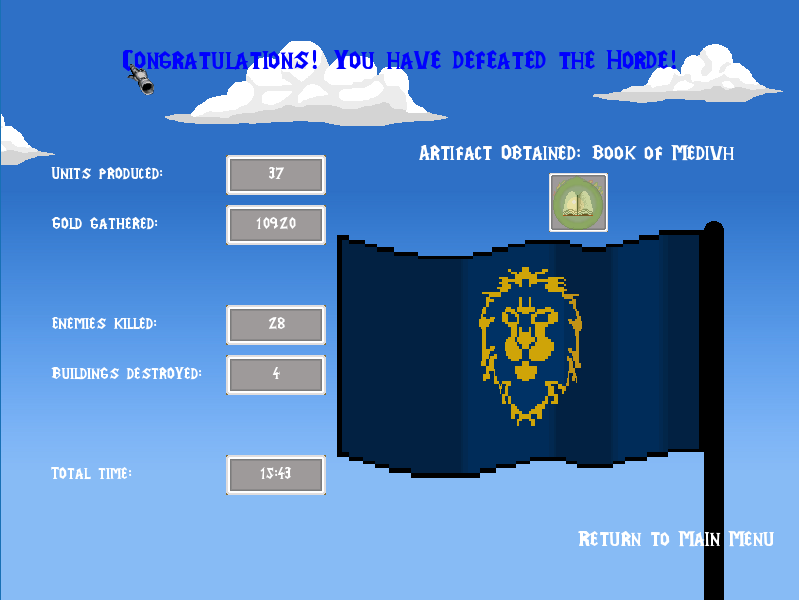 Congratulations! You have defeated the Horde!
Artifact Obtained: Book of Medivh
Units produced: 37
Gold gathered: 10920
Enemies killed: 28
Buildings destroyed: 4
Total time: 15:43
Return to Main Menu